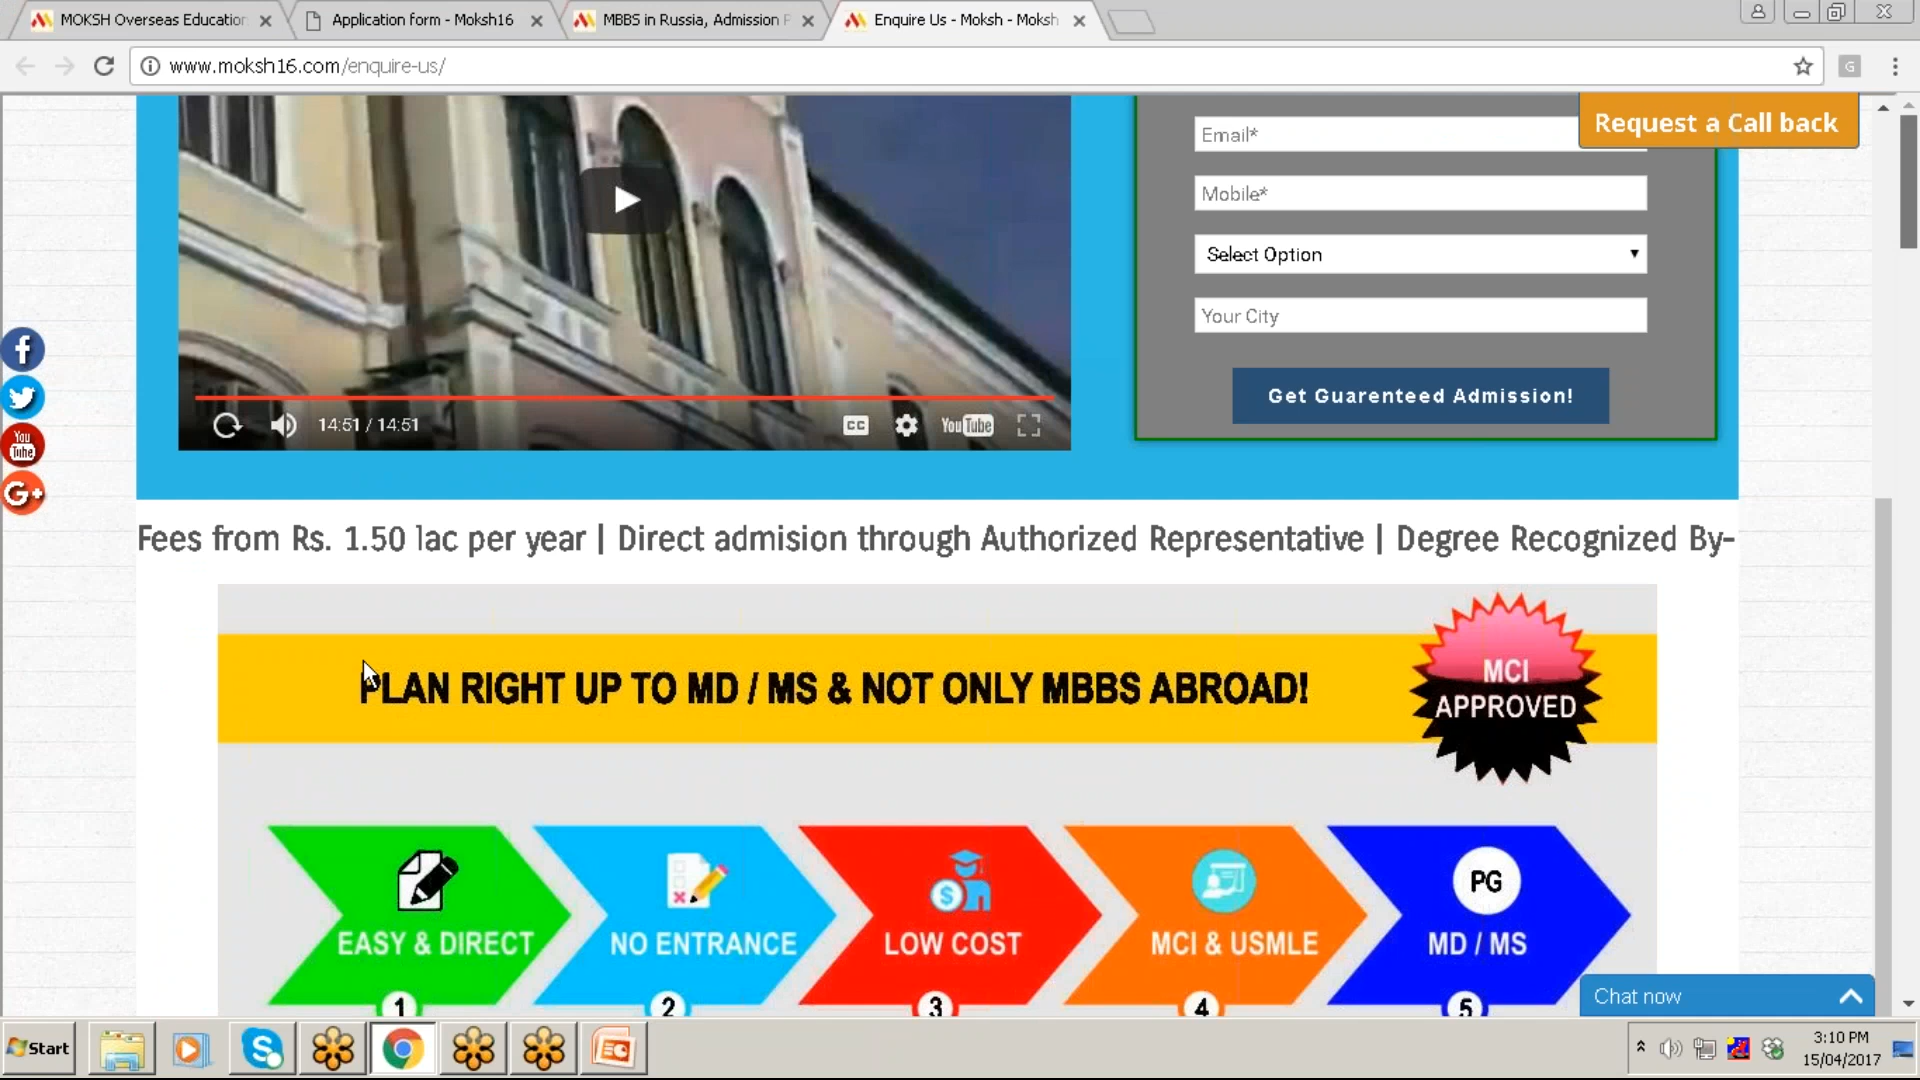 MOKSH Overseas Education
Application form - Moksh16
MBBS in Russia, Admission P
Enquire Us - Moksh - Moksh
www.moksh16.com/enquire-us/
G
Request a Call back
Email*
Mobile*
Select Option
Your City
Get Guarenteed Admission!
14:51 / 14:51
CC
YouTube
f
You
Tube
G+
Fees from Rs. 1.50 lac per year | Direct admision through Authorized Representative | Degree Recognized By-
PLAN RIGHT UP TO MD / MS & NOT ONLY MBBS ABROAD!
MCI
APPROVED
PG
EASY & DIRECT
NO ENTRANCE
LOW COST
MCI & USMLE
MD / MS
1
2
3
4
5
Chat now
Start
3:10 PM
15/04/2017